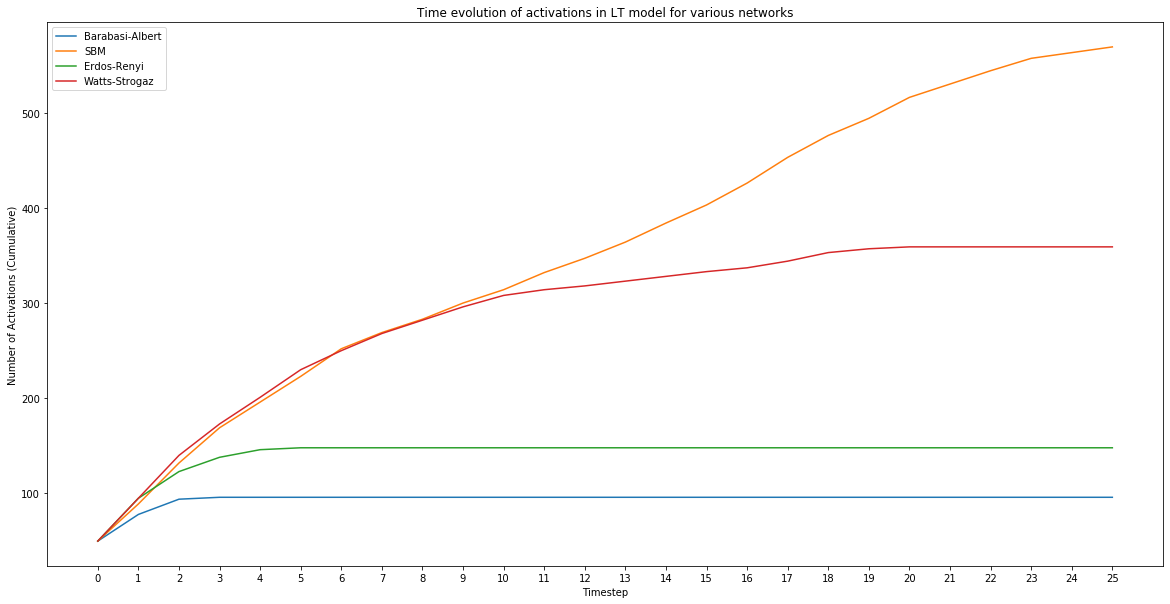 Time evolution of activations in LT model for various networks
Barabasi-Albert
SBM
Erdos-Renyi
Watts-Strogaz
Number of Activations (Cumulative)
500
400
300
200
100
0 1 2 3 4 5 6 7 8 9 10 11 12 13 14 15 16 17 18 19 20 21 22 23 24 25
Timestep